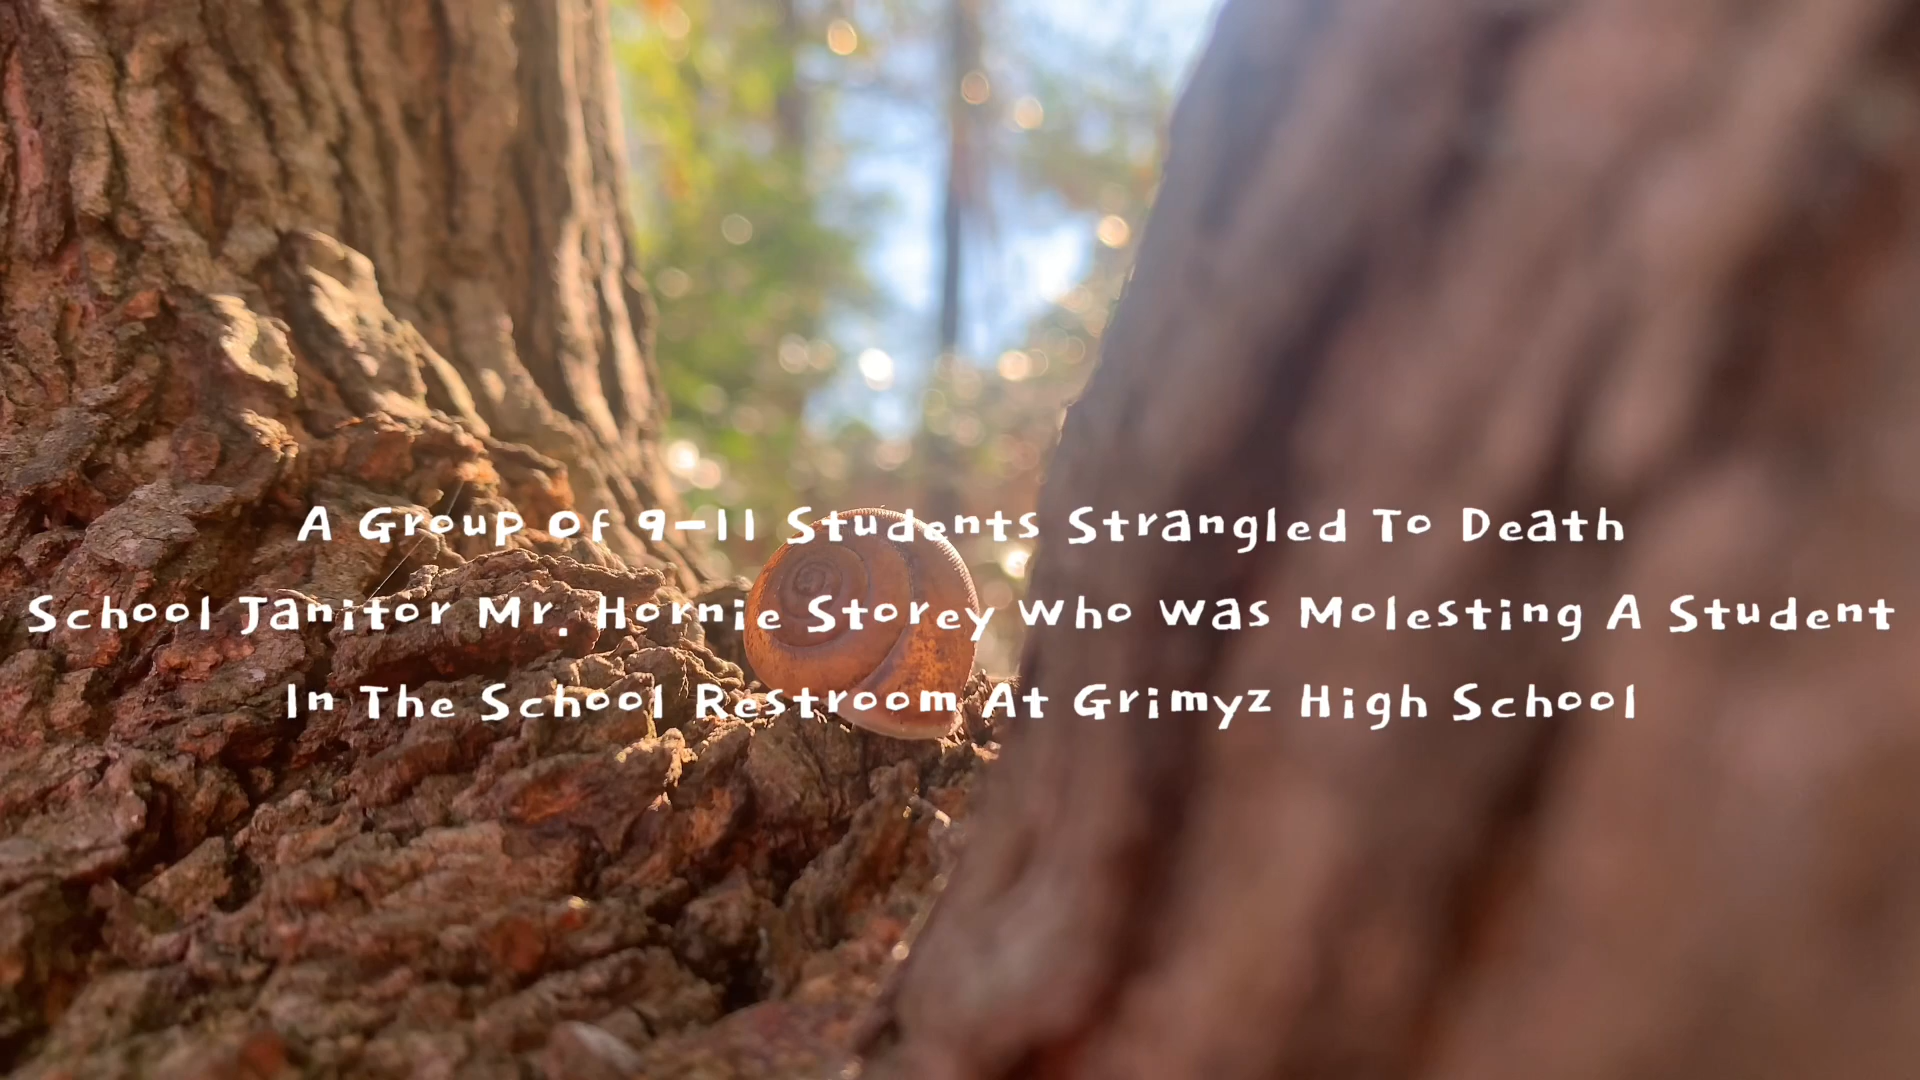 A Group Of 9-11 Students Strangled To Death
School Janitor Mr. Hornie Storey Who Was Molesting A Student
In The School Restroom At Grimyz High School